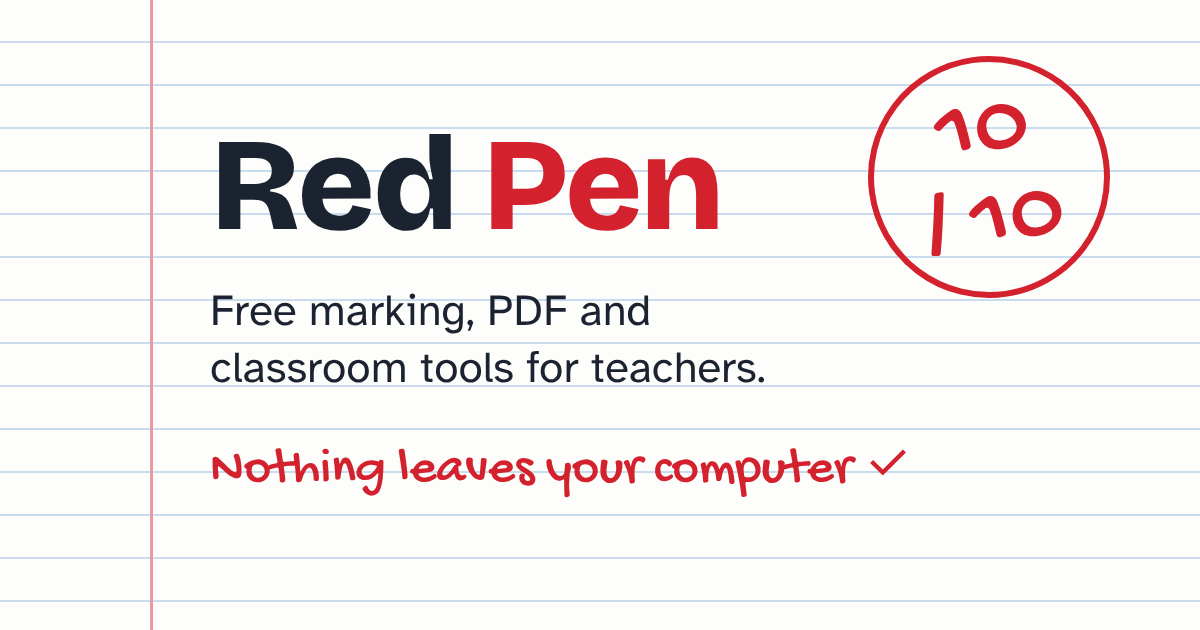 Red Pen
10
/10
Free marking, PDF and
classroom tools for teachers.
Nothing leaves your computer ✓